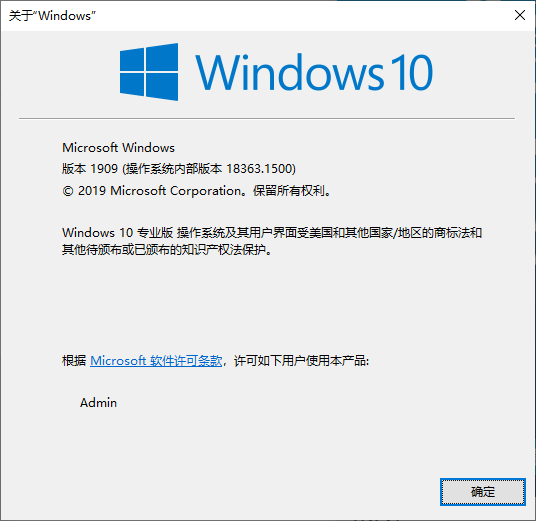 关于“Windows”
Windows 10
Microsoft Windows
版本 1909 (操作系统内部版本 18363.1500)
© 2019 Microsoft Corporation。保留所有权利。
Windows 10 专业版 操作系统及其用户界面受美国和其他国家/地区的商标法和
其他待颁布或已颁布的知识产权法保护。
根据 Microsoft 软件许可条款，许可如下用户使用本产品:
Admin
确定